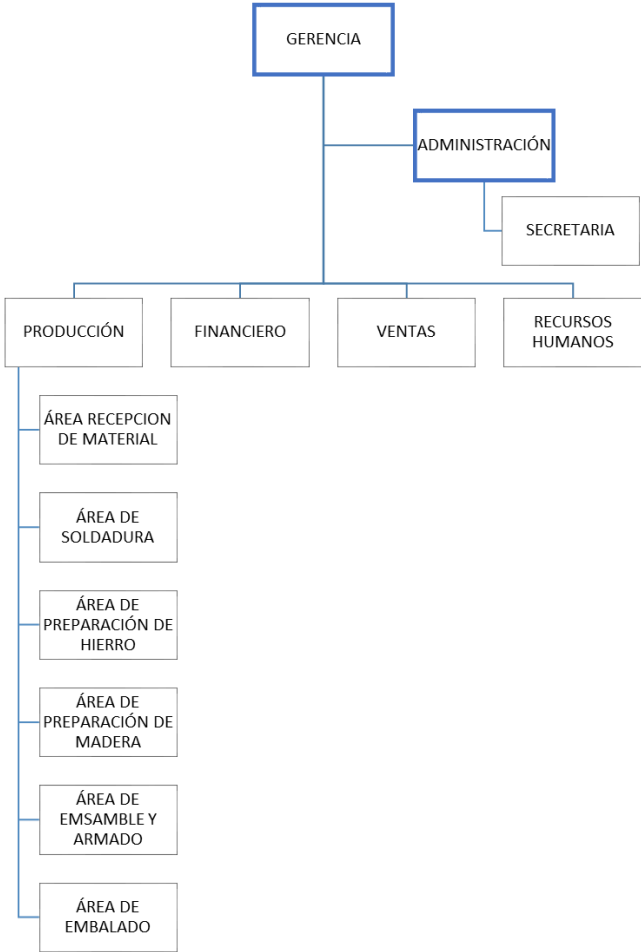 GERENCIA
ADMINISTRACIÓN
SECRETARIA
PRODUCCIÓN
FINANCIERO
VENTAS
RECURSOS
HUMANOS
ÁREA RECEPCION
DE MATERIAL
ÁREA DE
SOLDADURA
ÁREA DE
PREPARACIÓN DE
HIERRO
ÁREA DE
PREPARACIÓN DE
MADERA
ÁREA DE
EMSAMBLE Y
ARMADO
ÁREA DE
EMBALADO